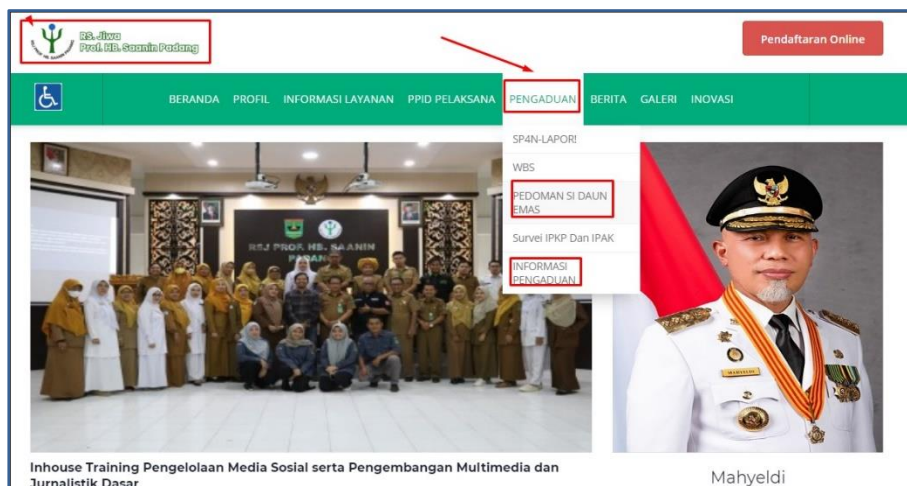 RS. Jiwa
Prof. HB. Saanin Padang
Pendaftaran Online
BERANDA PROFIL INFORMASI LAYANAN PPID PELAKSANA PENGADUAN BERITA GALERI INOVASI
SP4N-LAPOR!
WBS
PEDOMAN SI DAUN
EMAS
Survei IPKP Dan IPAK
INFORMASI
PENGADUAN
RSJ PROF. HB. SAANIN
PADANG
MAHYELDI
Inhouse Training Pengelolaan Media Sosial serta Pengembangan Multimedia dan
Jurnalistik Dasar
Mahyeldi